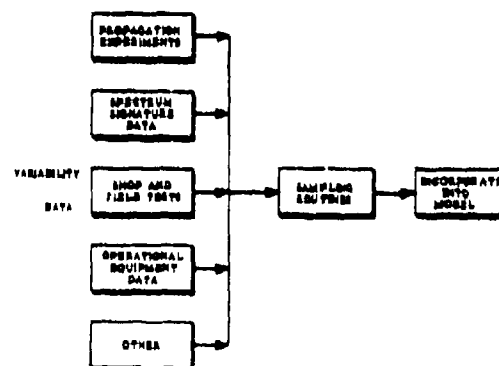 PROPAGATION
EXPERIMENTS
SPECTRUM
SIGNATURE
DATA
VARIABILITY
DATA
SHOP AND
FIELD TESTS
SAMPLING
ROUTINES
INCORPORATE
INTO
MODEL
OPERATIONAL
EQUIPMENT
DATA
OTHER